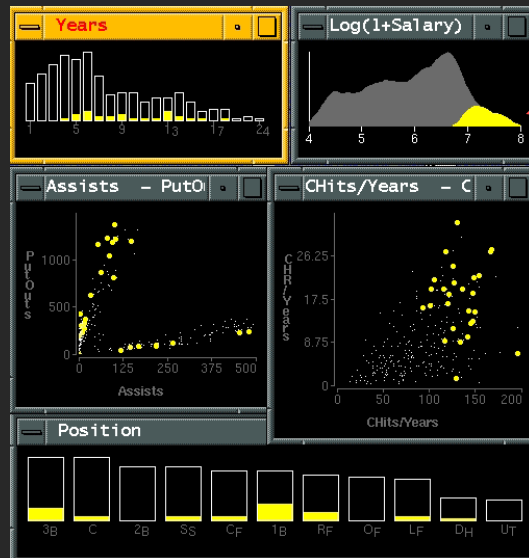 Years
1 5 9 13 17 24
Log(1+Salary)
4 5 6 7 8
Assists - PutO
PutOuts
1000
500
0
0 125 250 375 500
Assists
CHits/Years - C
CHR/Years
26.25
17.5
8.75
0
0 50 100 150 200
CHits/Years
Position
3B C 2B SS CF 1B RF OF LF DH UT